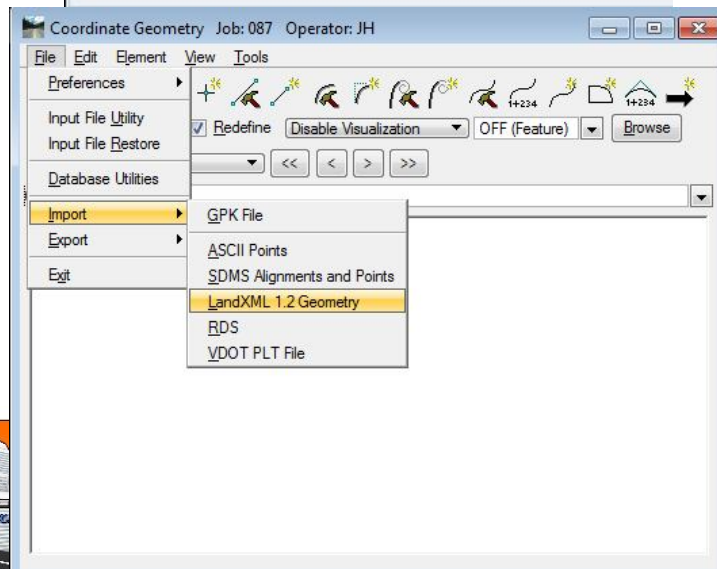 Coordinate Geometry Job: 087 Operator: JH
File Edit Element View Tools
Preferences
1+234
1+234
Input File Utility
Redefine
Disable Visualization
OFF (Feature)
Browse
Input File Restore
<< < > >>
Database Utilities
Import
GPK File
Export
ASCII Points
Exit
SDMS Alignments and Points
LandXML 1.2 Geometry
RDS
VDOT PLT File